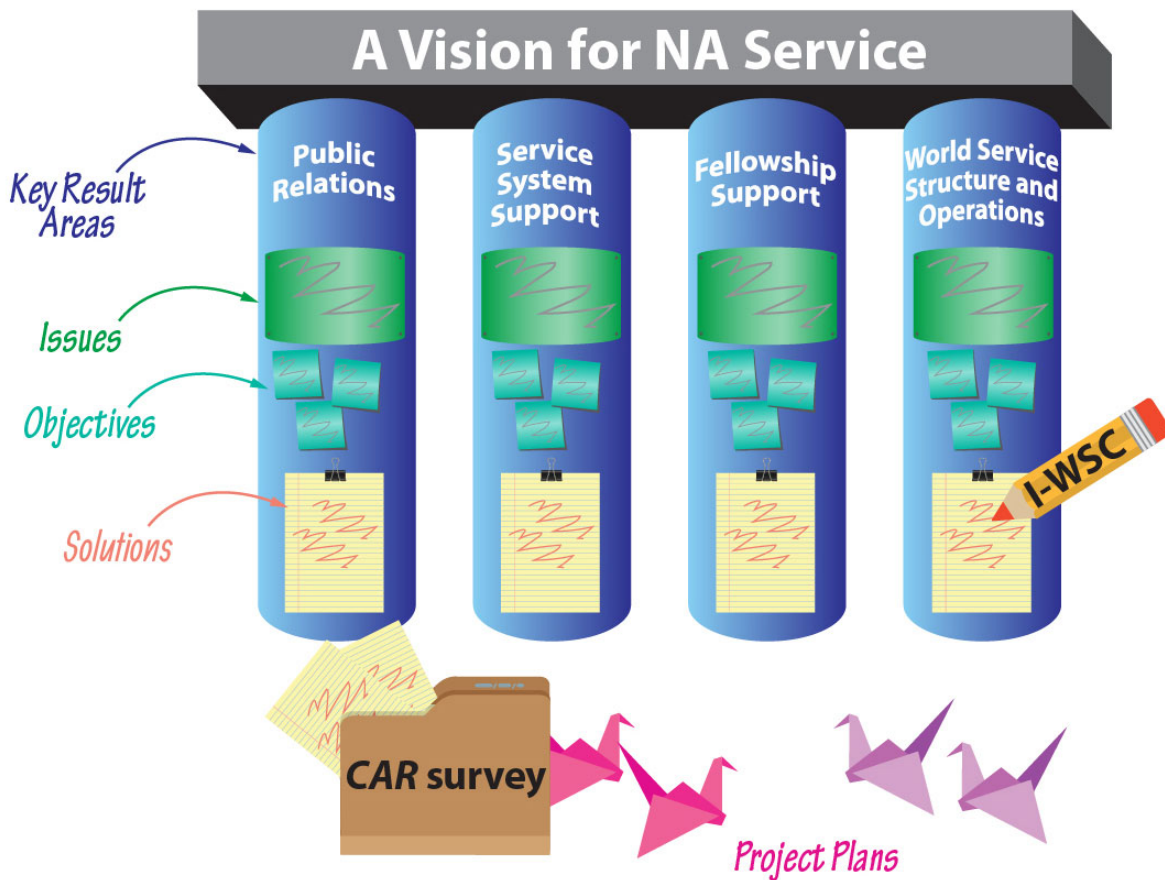 A Vision for NA Service
Key Result
Areas
Public
Relations
Service
System
Support
Fellowship
Support
World Service
Structure and
Operations
Issues
Objectives
Solutions
I-WSC
CAR survey
Project Plans